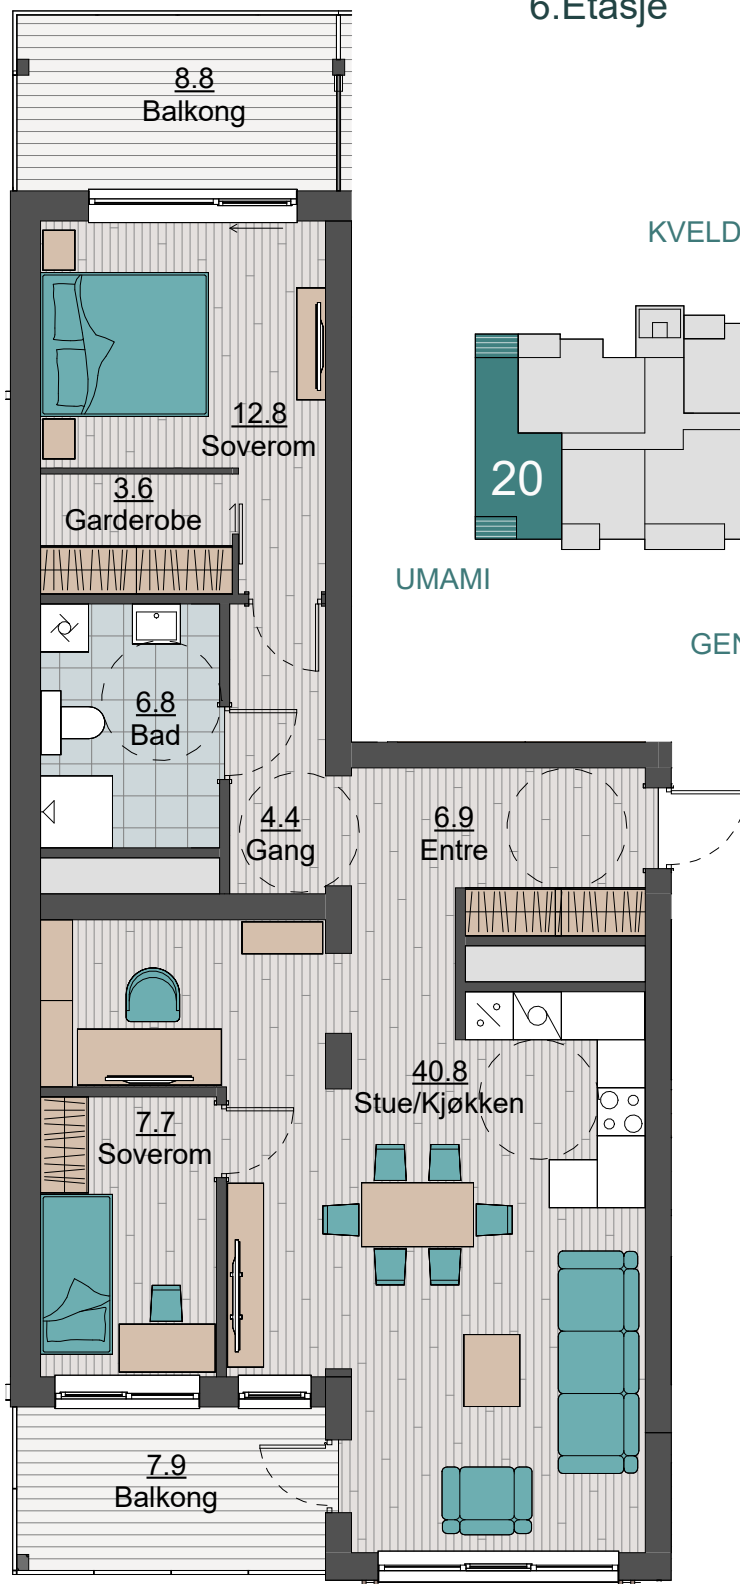 6.Etasje
8.8
Balkong
KVELD
12.8
Soverom
3.6
Garderobe
20
UMAMI
GEN
6.8
Bad
4.4
Gang
6.9
Entre
40.8
Stue/Kjøkken
7.7
Soverom
7.9
Balkong